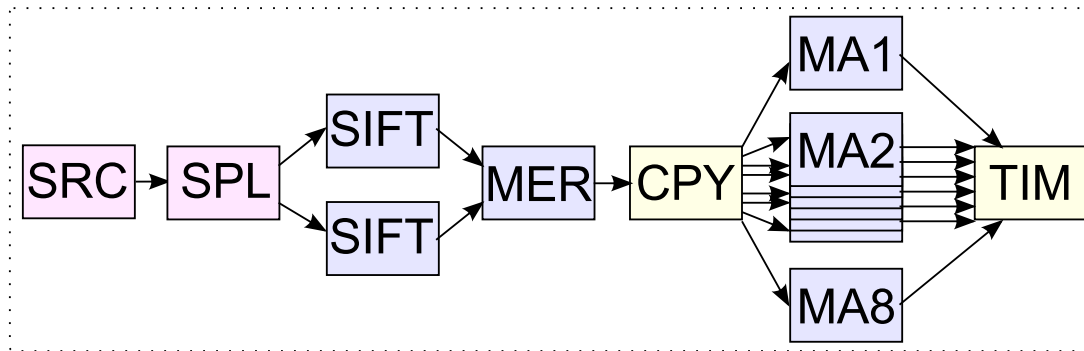 SRC
SPL
SIFT
SIFT
MER
CPY
MA1
MA2
MA8
TIM